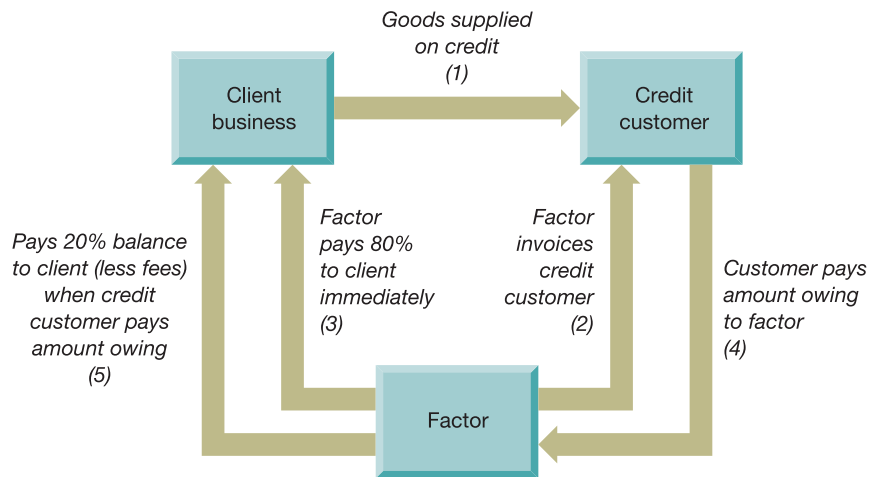 Goods supplied
on credit
(1)
Client
business
Credit
customer
Pays 20% balance
to client (less fees)
when credit
customer pays
amount owing
(5)
Factor
pays 80%
to client
immediately
(3)
Factor
invoices
credit
customer
(2)
Customer pays
amount owing
to factor
(4)
Factor